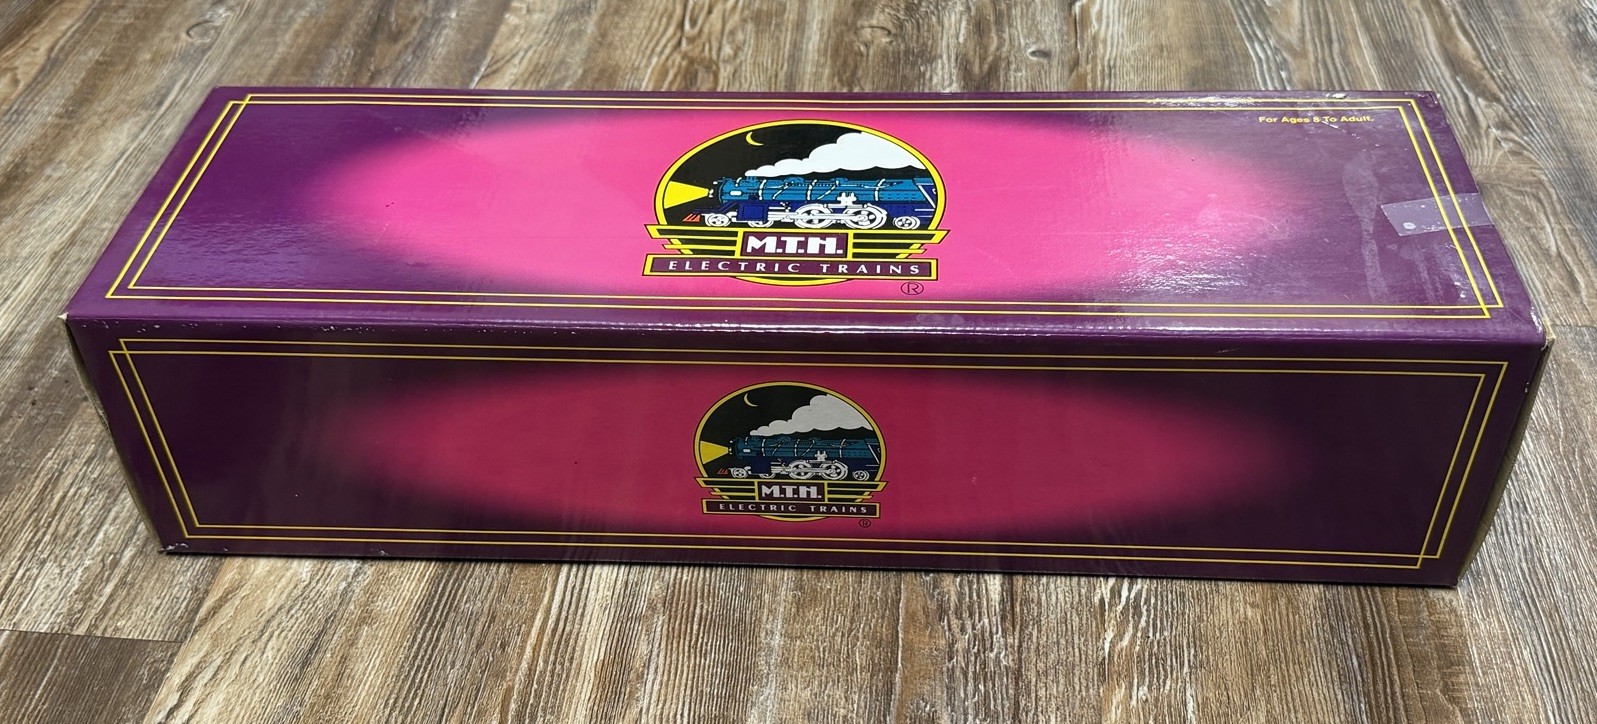 For Ages 8 To Adult.
M.T.H.
ELECTRIC TRAINS
®
M.T.H.
ELECTRIC TRAINS
®